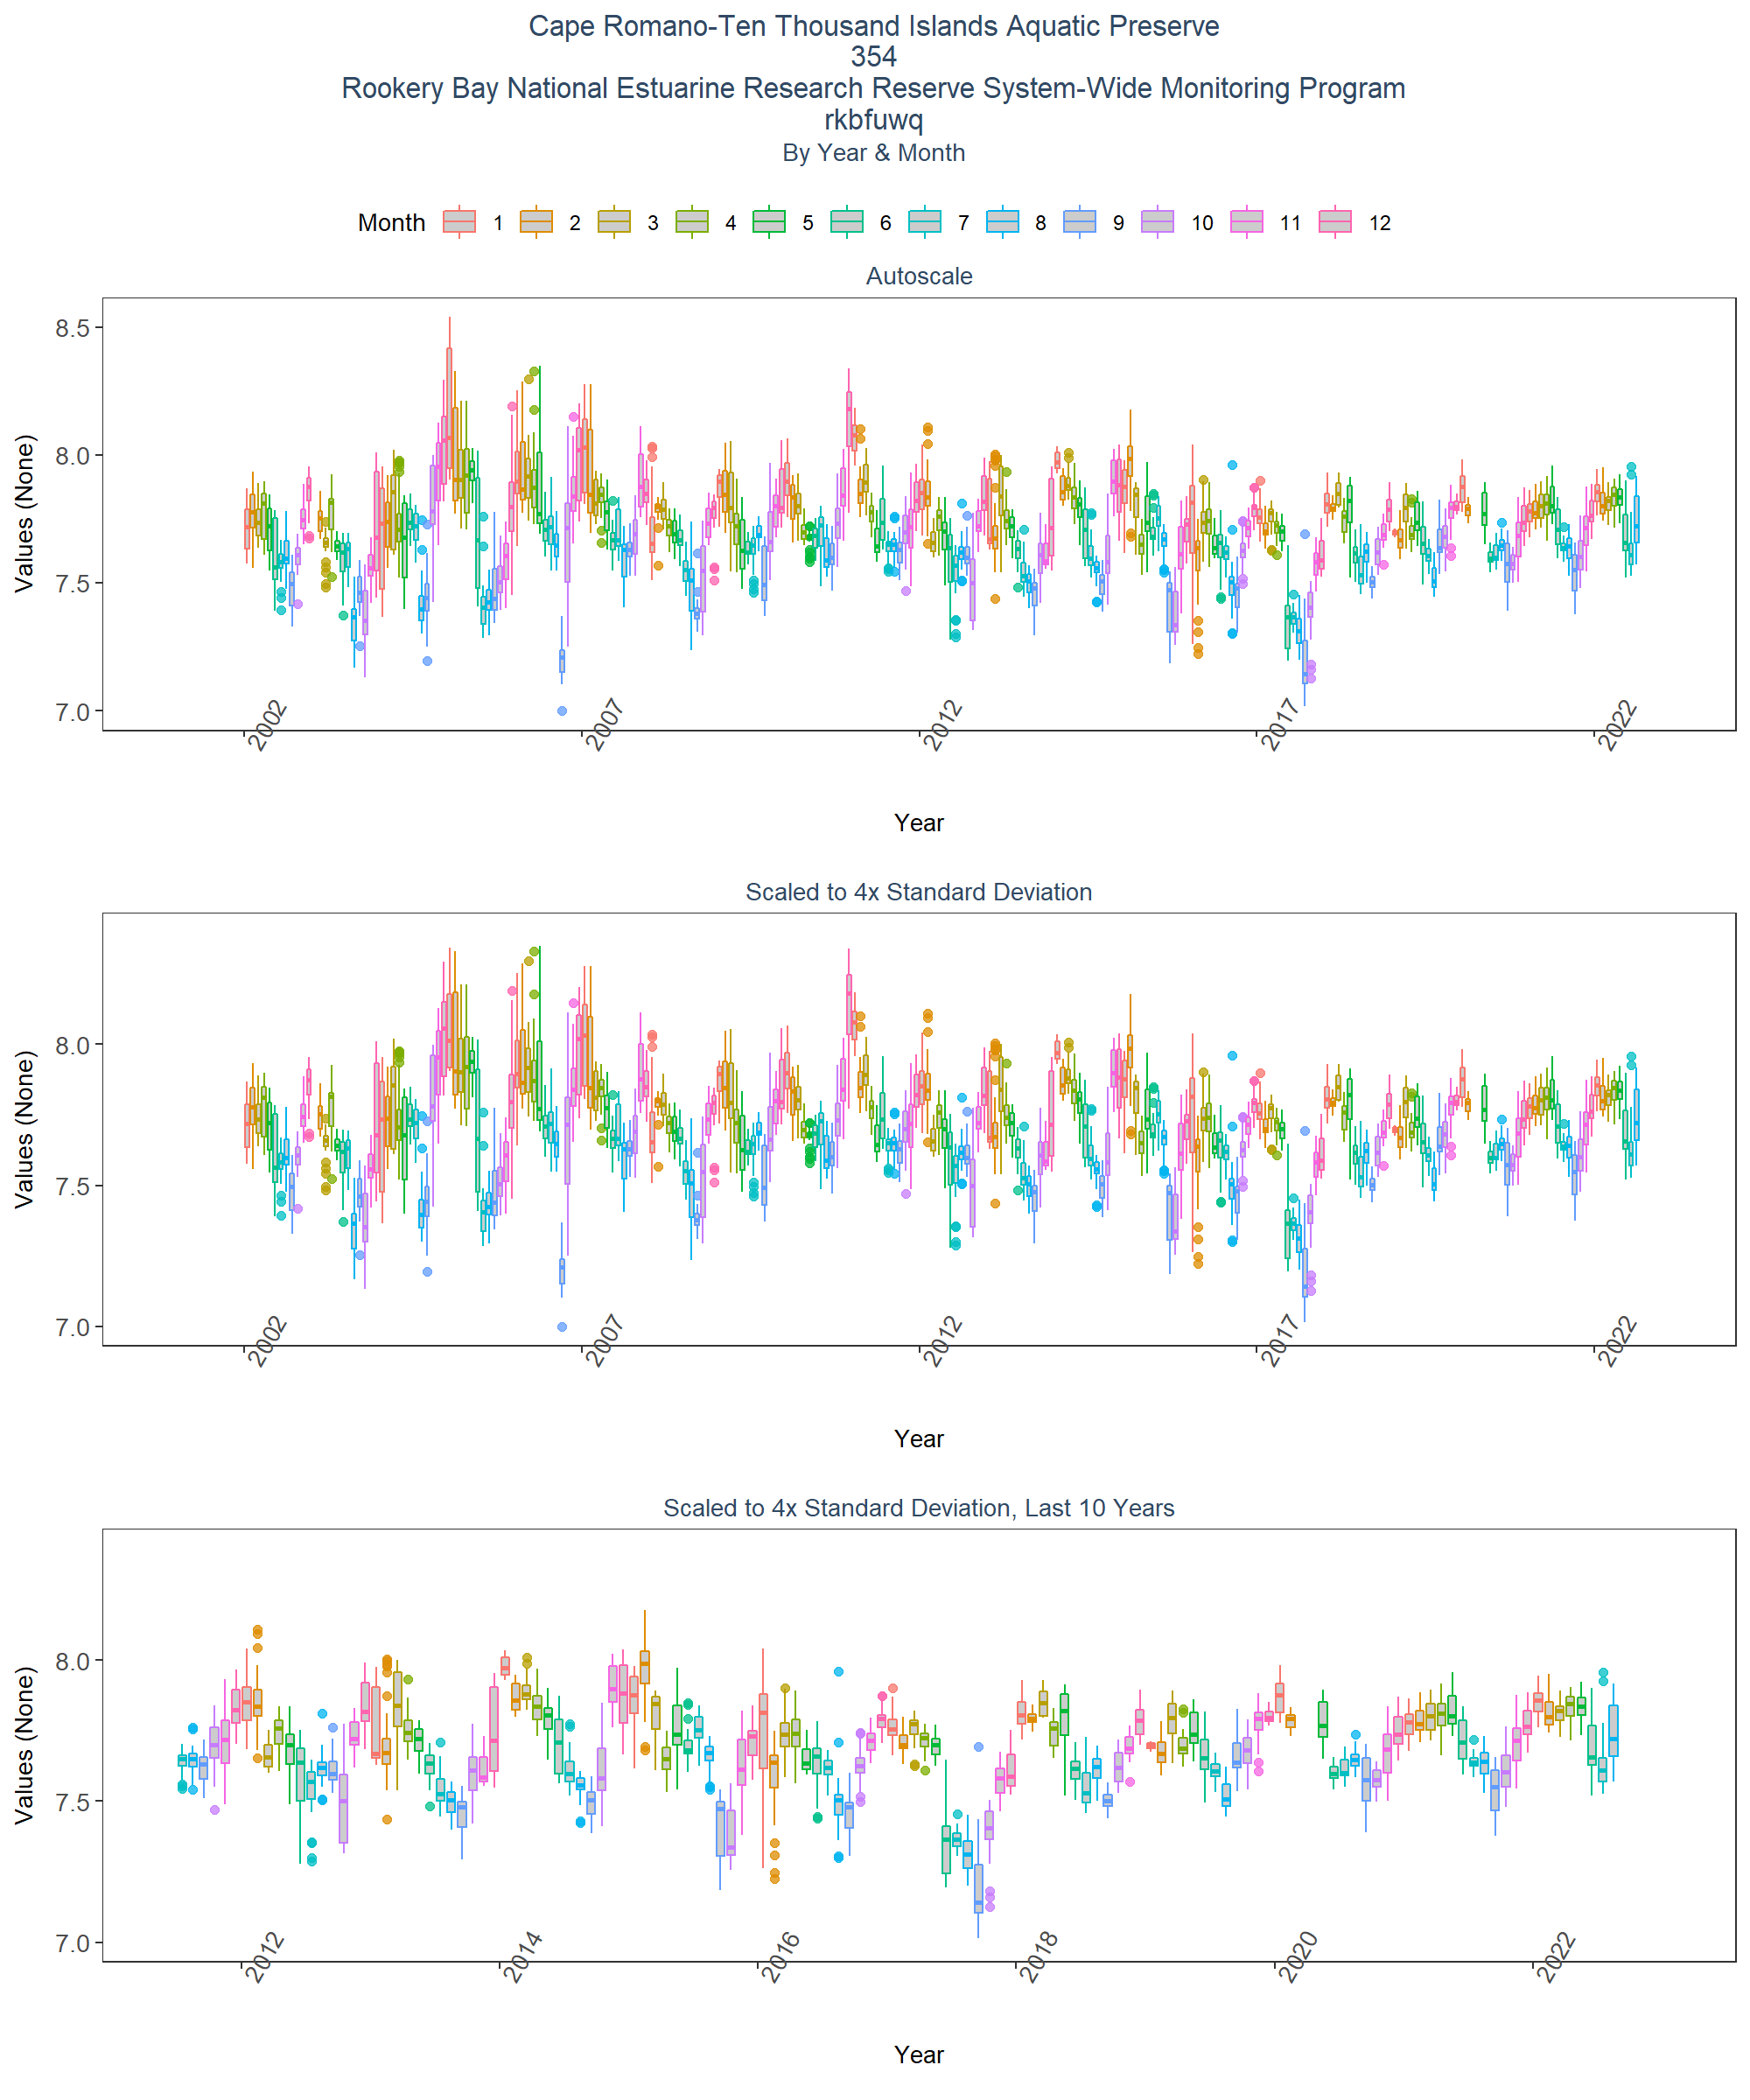 Cape Romano-Ten Thousand Islands Aquatic Preserve
354
Rookery Bay National Estuarine Research Reserve System-Wide Monitoring Program
rkbfuwq
By Year & Month
Month 1 2 3 4 5 6 7 8 9 10 11 12
Autoscale
Values (None)
8.5
8.0
7.5
7.0
2002 2007 2012 2017 2022
Year
Scaled to 4x Standard Deviation
Values (None)
8.0
7.5
7.0
2002 2007 2012 2017 2022
Year
Scaled to 4x Standard Deviation, Last 10 Years
Values (None)
8.0
7.5
7.0
2012 2014 2016 2018 2020 2022
Year